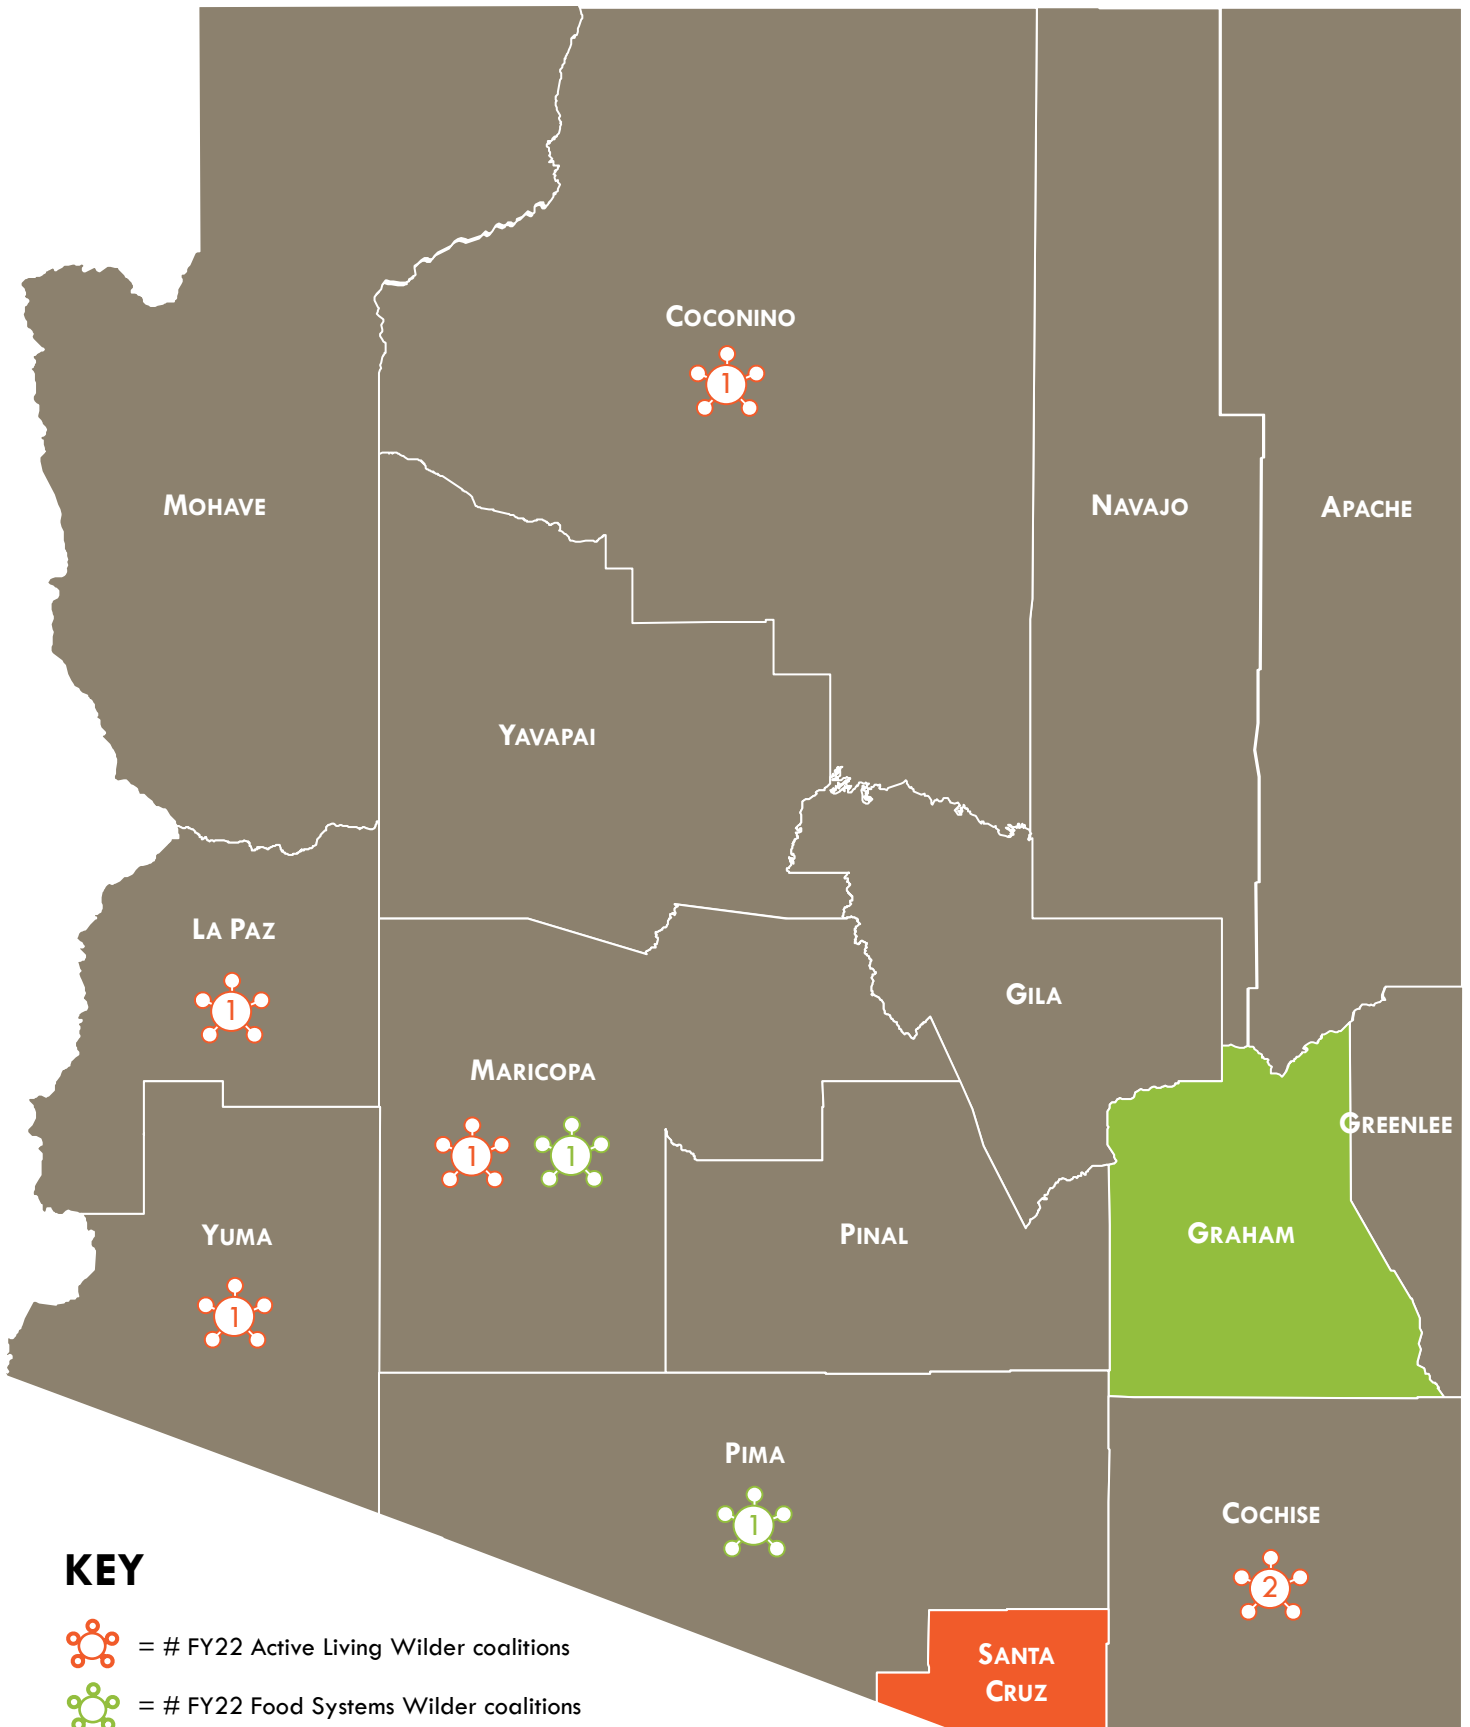 COCONINO
1
MOHAVE
NAVAJO
APACHE
YAVAPAI
LA PAZ
1
GILA
MARICOPA
1 1
GREENLEE
YUMA
1
PINAL
GRAHAM
PIMA
1
COCHISE
2
SANTA
CRUZ
KEY
= # FY22 Active Living Wilder coalitions
= # FY22 Food Systems Wilder coalitions